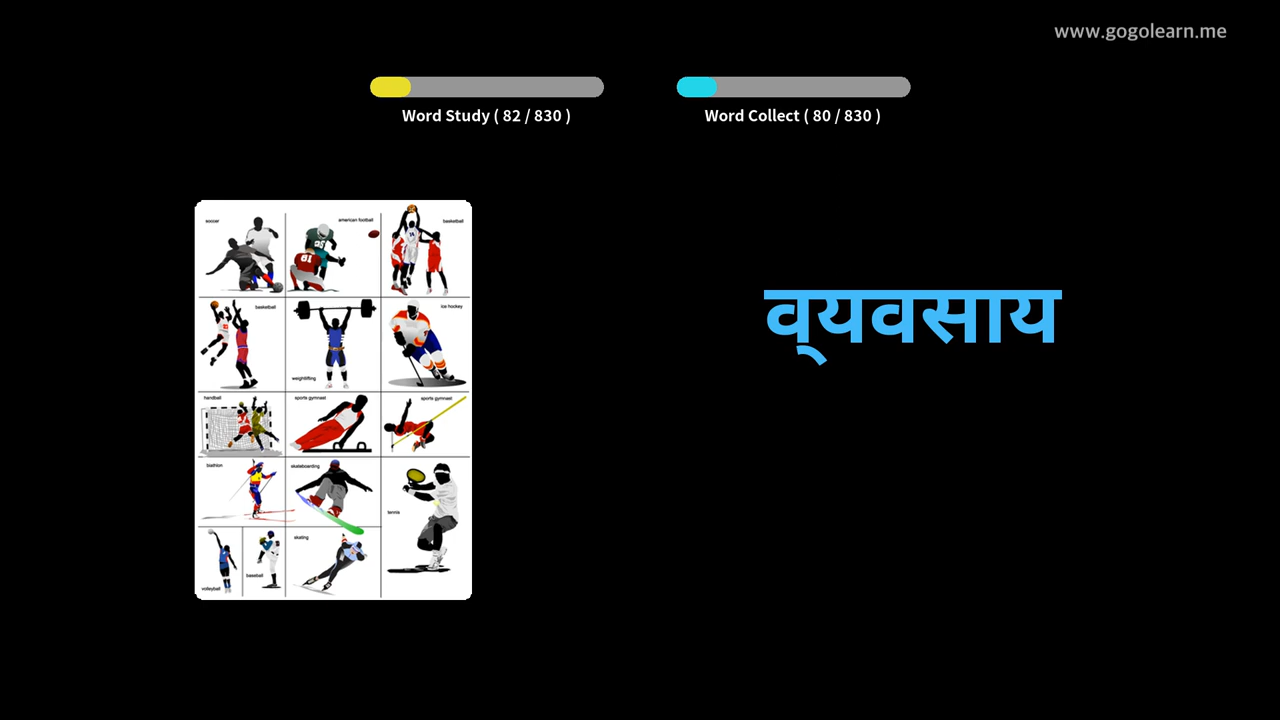 www.gogolearn.me
Word Study ( 82 / 830 )
Word Collect ( 80 / 830 )
soccer
american football
basketball
basketball
weightlifting
ice hockey
handball
sports gymnast
sports gymnast
biathlon
skateboarding
tennis
volleyball
baseball
skating
व्‌यवसाय